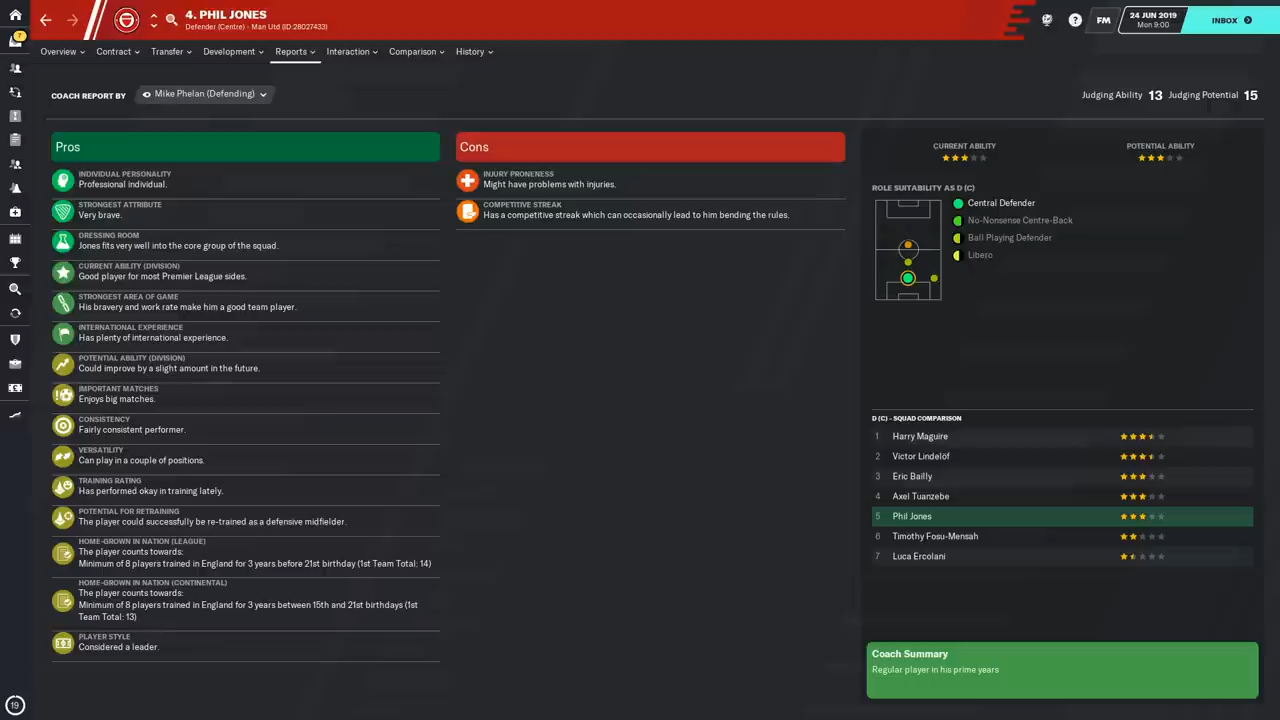 4. PHIL JONES
Defender (Centre) - Man Utd (ID:28027433)
FM
24 JUN 2019
Mon 9:00
INBOX
7
Overview
Contract
Transfer
Development
Reports
Interaction
Comparison
History
COACH REPORT BY
Mike Phelan (Defending)
Judging Ability 13 Judging Potential 15
Pros
INDIVIDUAL PERSONALITY
Professional individual.
STRONGEST ATTRIBUTE
Very brave.
DRESSING ROOM
Jones fits very well into the core group of the squad.
CURRENT ABILITY (DIVISION)
Good player for most Premier League sides.
STRONGEST AREA OF GAME
His bravery and work rate make him a good team player.
INTERNATIONAL EXPERIENCE
Has plenty of international experience.
POTENTIAL ABILITY (DIVISION)
Could improve by a slight amount in the future.
IMPORTANT MATCHES
Enjoys big matches.
CONSISTENCY
Fairly consistent performer.
VERSATILITY
Can play in a couple of positions.
TRAINING RATING
Has performed okay in training lately.
POTENTIAL FOR RETRAINING
The player could successfully be re-trained as a defensive midfielder.
HOME-GROWN IN NATION (LEAGUE)
The player counts towards:
Minimum of 8 players trained in England for 3 years before 21st birthday (1st Team Total: 14)
HOME-GROWN IN NATION (CONTINENTAL)
The player counts towards:
Minimum of 8 players trained in England for 3 years between 15th and 21st birthdays (1st
Team Total: 13)
PLAYER STYLE
Considered a leader.
Cons
INJURY PRONENESS
Might have problems with injuries.
COMPETITIVE STREAK
Has a competitive streak which can occasionally lead to him bending the rules.
CURRENT ABILITY
POTENTIAL ABILITY
ROLE SUITABILITY AS D (C)
Central Defender
No-Nonsense Centre-Back
Ball Playing Defender
Libero
D (C) - SQUAD COMPARISON
1 Harry Maguire
2 Victor Lindelöf
3 Eric Bailly
4 Axel Tuanzebe
5 Phil Jones
6 Timothy Fosu-Mensah
7 Luca Ercolani
Coach Summary
Regular player in his prime years
19